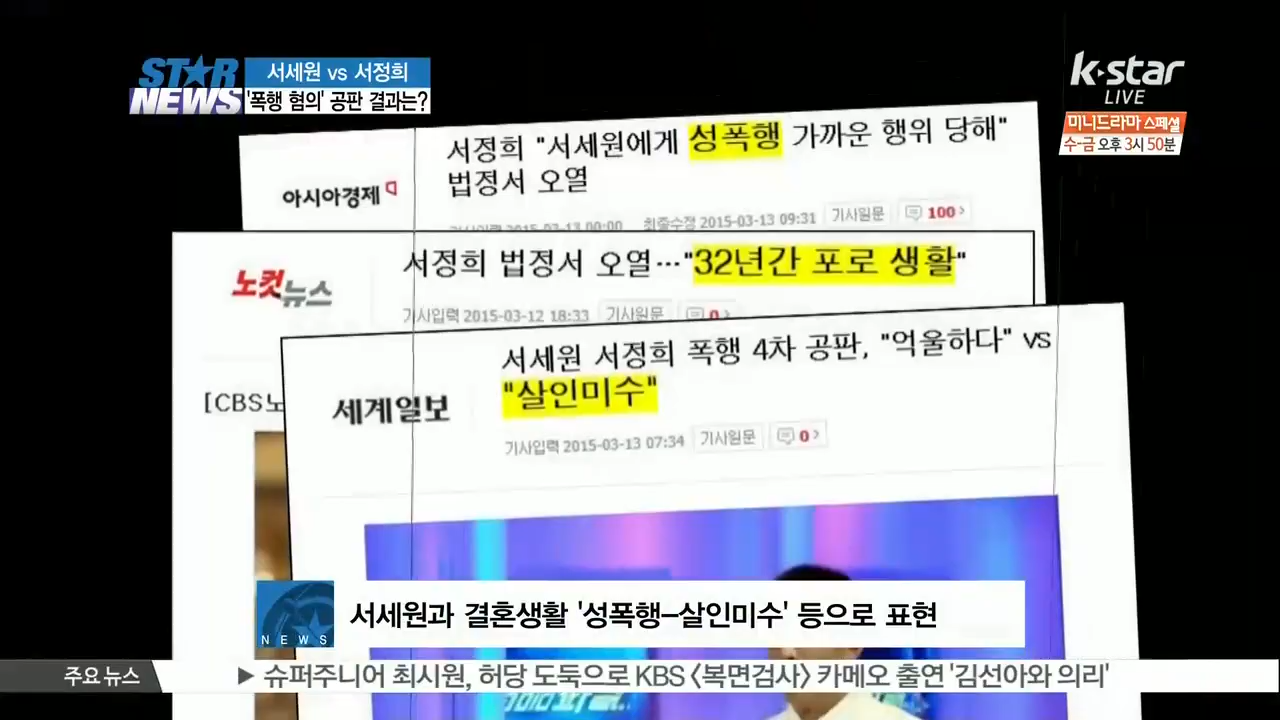 STAR NEWS
서세원 vs 서정희
'폭행 혐의' 공판 결과는?
k·star
LIVE
미니드라마 스페셜
수-금 오후 3시 50분
아시아경제
서정희 "서세원에게 성폭행 가까운 행위 당해"
법정서 오열
기사입력 2015-03-13 00:00 최종수정 2015-03-13 09:31 기사원문 100
노컷뉴스
서정희 법정서 오열…"32년간 포로 생활"
기사입력 2015-03-12 18:33 기사원문 0
[CBS노
세계일보
서세원 서정희 폭행 4차 공판, "억울하다" vs
"살인미수"
기사입력 2015-03-13 07:34 기사원문 0
NEWS
서세원과 결혼생활 '성폭행-살인미수' 등으로 표현
주요뉴스
▶ 슈퍼주니어 최시원, 허당 도둑으로 KBS <복면검사> 카메오 출연 '김선아와 의리'